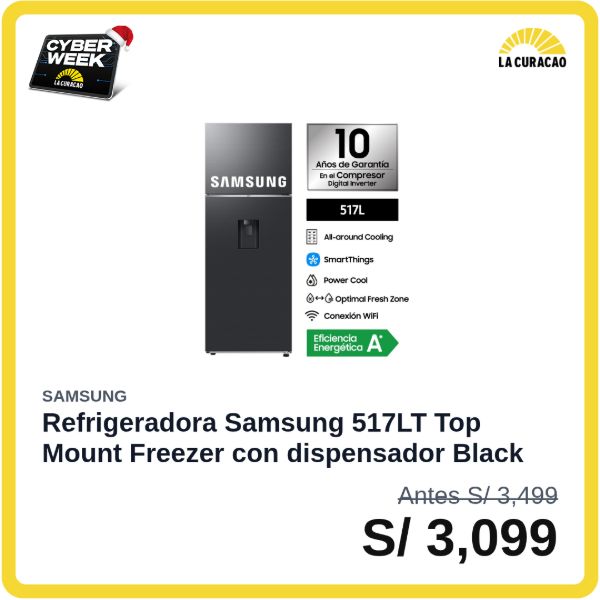 CYBER
WEEK
LA CURACAO
LA CURACAO
SAMSUNG
10
Años de Garantía
En el Compresor
Digital Inverter
517L
All-around Cooling
SmartThings
Power Cool
Optimal Fresh Zone
Conexión WiFi
Eficiencia
Energética A*
SAMSUNG
Refrigeradora Samsung 517LT Top
Mount Freezer con dispensador Black
Antes S/ 3,499
S/ 3,099